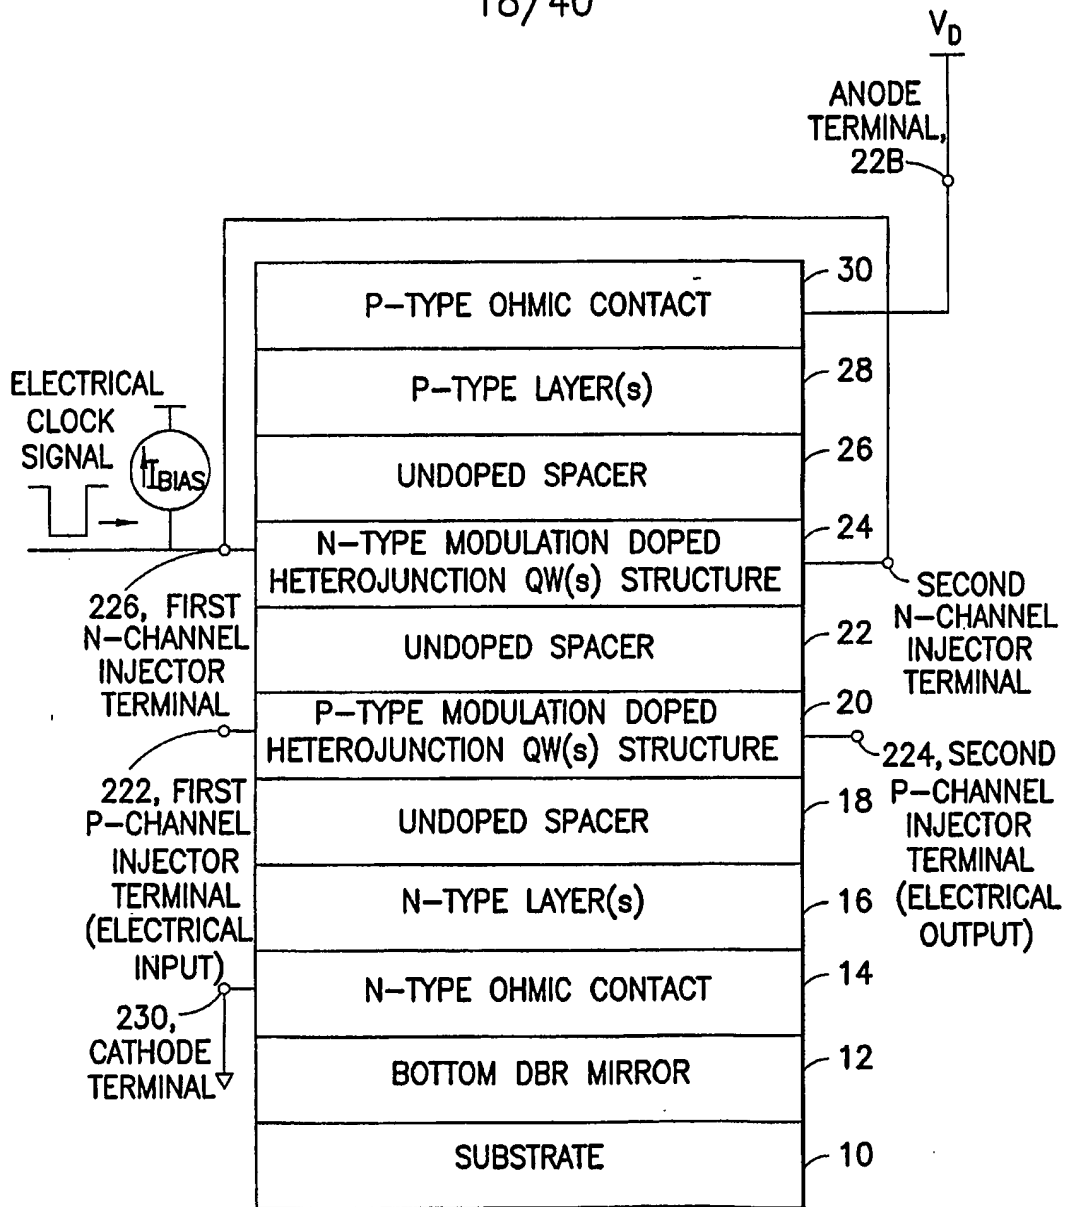 18/40
V_D
ANODE
TERMINAL,
22B
30
P-TYPE OHMIC CONTACT
28
P-TYPE LAYER(s)
ELECTRICAL
CLOCK
SIGNAL
I_BIAS
26
UNDOPED SPACER
24
N-TYPE MODULATION DOPED
HETEROJUNCTION QW(s) STRUCTURE
SECOND
N-CHANNEL
INJECTOR
TERMINAL
226, FIRST
N-CHANNEL
INJECTOR
TERMINAL
22
UNDOPED SPACER
20
P-TYPE MODULATION DOPED
HETEROJUNCTION QW(s) STRUCTURE
224, SECOND
P-CHANNEL
INJECTOR
TERMINAL
(ELECTRICAL
OUTPUT)
222, FIRST
P-CHANNEL
INJECTOR
TERMINAL
(ELECTRICAL
INPUT)
18
UNDOPED SPACER
16
N-TYPE LAYER(s)
14
N-TYPE OHMIC CONTACT
230,
CATHODE
TERMINAL
12
BOTTOM DBR MIRROR
10
SUBSTRATE